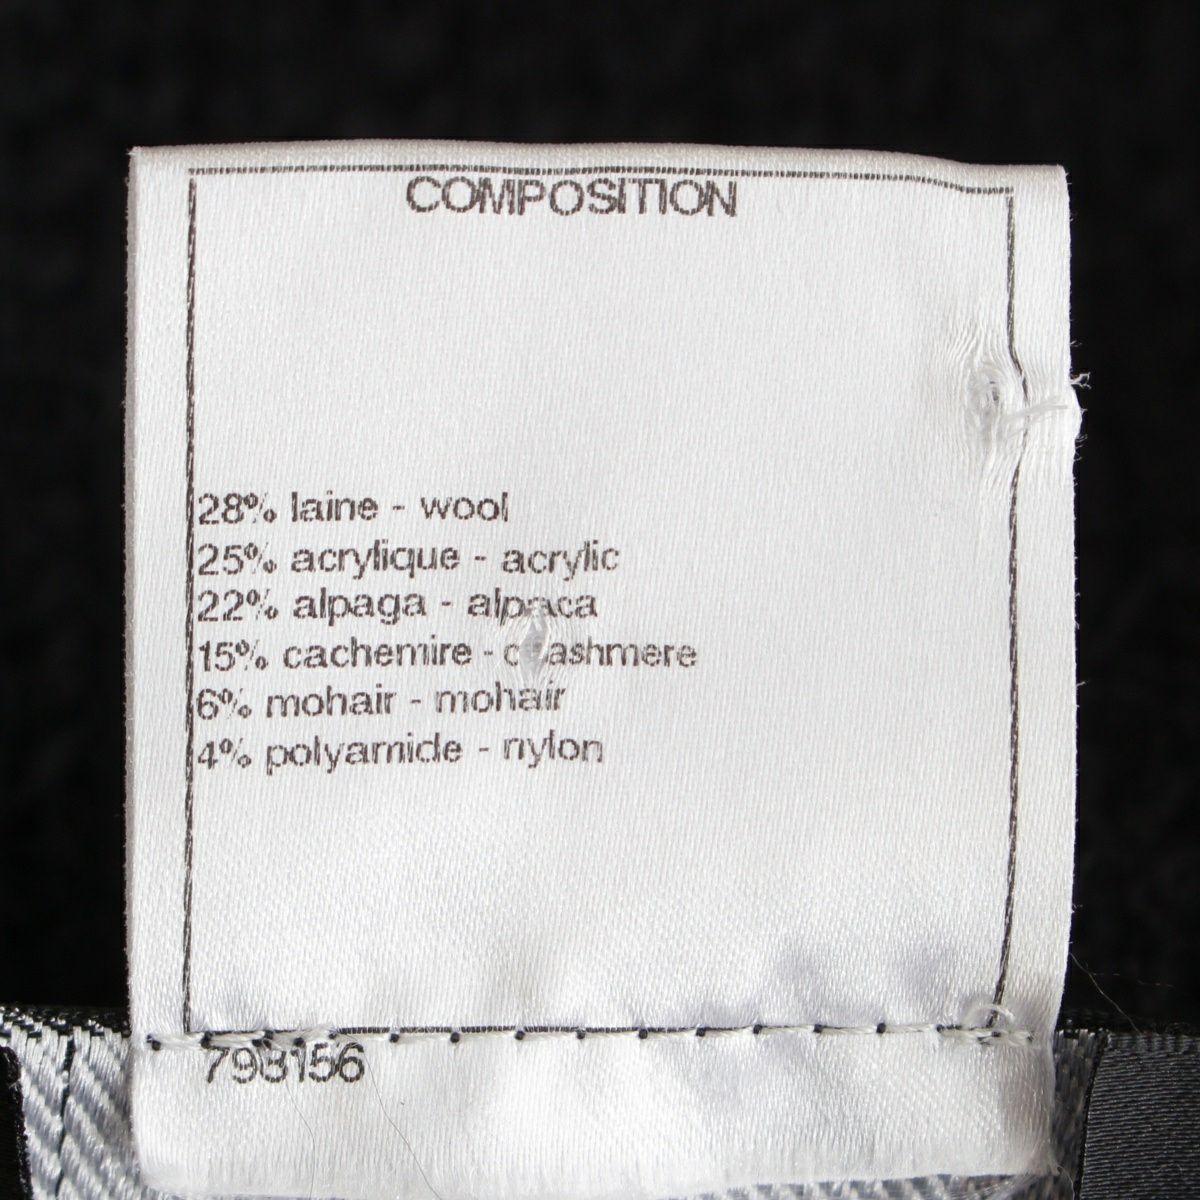 COMPOSITION
28% laine - wool
25% acrylique - acrylic
22% alpaga - alpaca
15% cachemire - cashmere
6% mohair - mohair
4% polyamide - nylon
793156